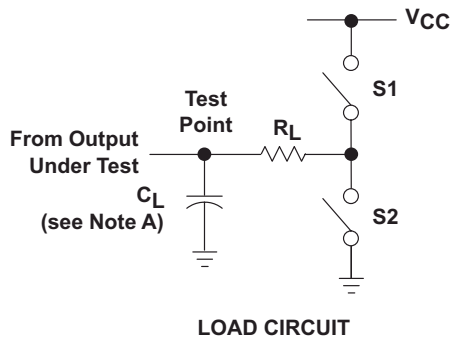 VCC
S1
Test
Point
RL
From Output
Under Test
CL
(see Note A)
S2
LOAD CIRCUIT